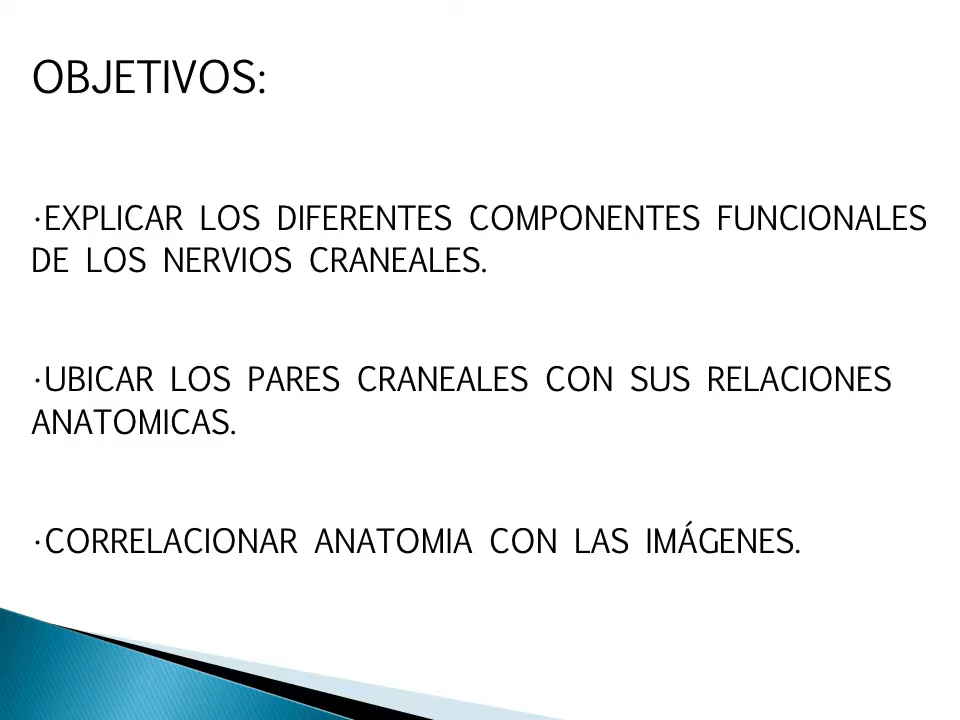 OBJETIVOS:
·EXPLICAR LOS DIFERENTES COMPONENTES FUNCIONALES
DE LOS NERVIOS CRANEALES.
·UBICAR LOS PARES CRANEALES CON SUS RELACIONES
ANATOMICAS.
·CORRELACIONAR ANATOMIA CON LAS IMÁGENES.